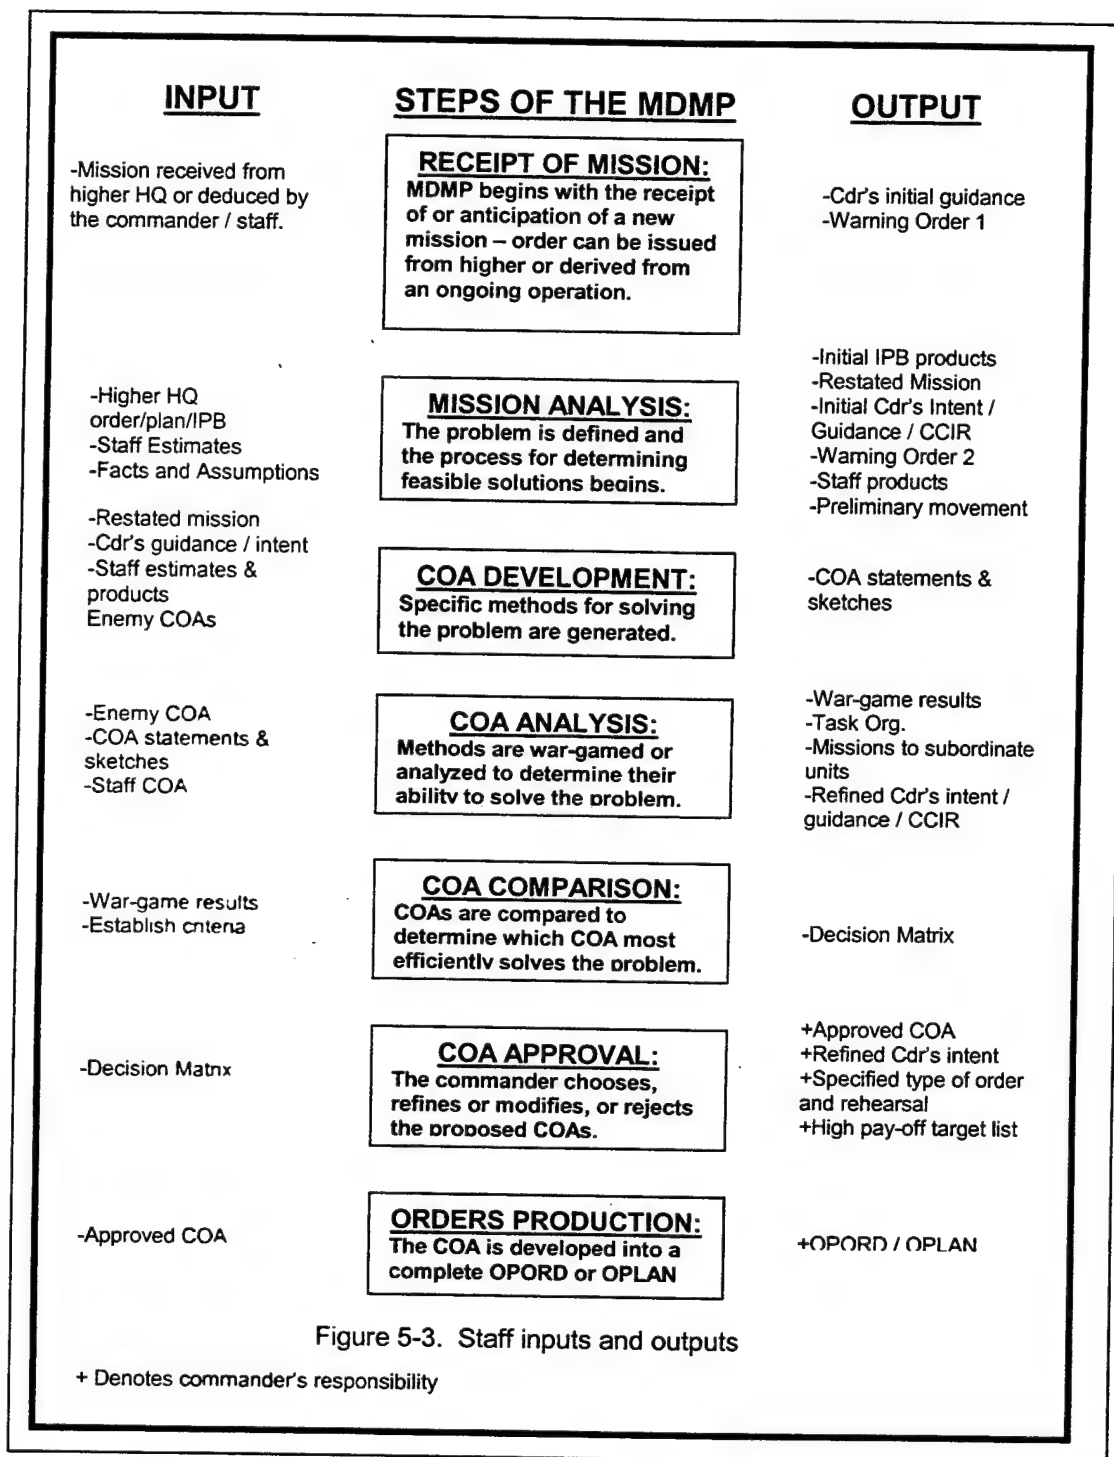 INPUT
STEPS OF THE MDMP
OUTPUT
-Mission received from
higher HQ or deduced by
the commander / staff.
RECEIPT OF MISSION:
MDMP begins with the receipt
of or anticipation of a new
mission – order can be issued
from higher or derived from
an ongoing operation.
-Cdr's initial guidance
-Warning Order 1
-Higher HQ
order/plan/IPB
-Staff Estimates
-Facts and Assumptions
MISSION ANALYSIS:
The problem is defined and
the process for determining
feasible solutions begins.
-Initial IPB products
-Restated Mission
-Initial Cdr's Intent /
Guidance / CCIR
-Warning Order 2
-Staff products
-Preliminary movement
-Restated mission
-Cdr's guidance / intent
-Staff estimates &
products
Enemy COAs
COA DEVELOPMENT:
Specific methods for solving
the problem are generated.
-COA statements &
sketches
-Enemy COA
-COA statements &
sketches
-Staff COA
COA ANALYSIS:
Methods are war-gamed or
analyzed to determine their
ability to solve the problem.
-War-game results
-Task Org.
-Missions to subordinate
units
-Refined Cdr's intent /
guidance / CCIR
-War-game results
-Establish criteria
COA COMPARISON:
COAs are compared to
determine which COA most
efficiently solves the problem.
-Decision Matrix
-Decision Matrix
COA APPROVAL:
The commander chooses,
refines or modifies, or rejects
the proposed COAs.
+Approved COA
+Refined Cdr's intent
+Specified type of order
and rehearsal
+High pay-off target list
-Approved COA
ORDERS PRODUCTION:
The COA is developed into a
complete OPORD or OPLAN
+OPORD / OPLAN
Figure 5-3. Staff inputs and outputs
+ Denotes commander's responsibility